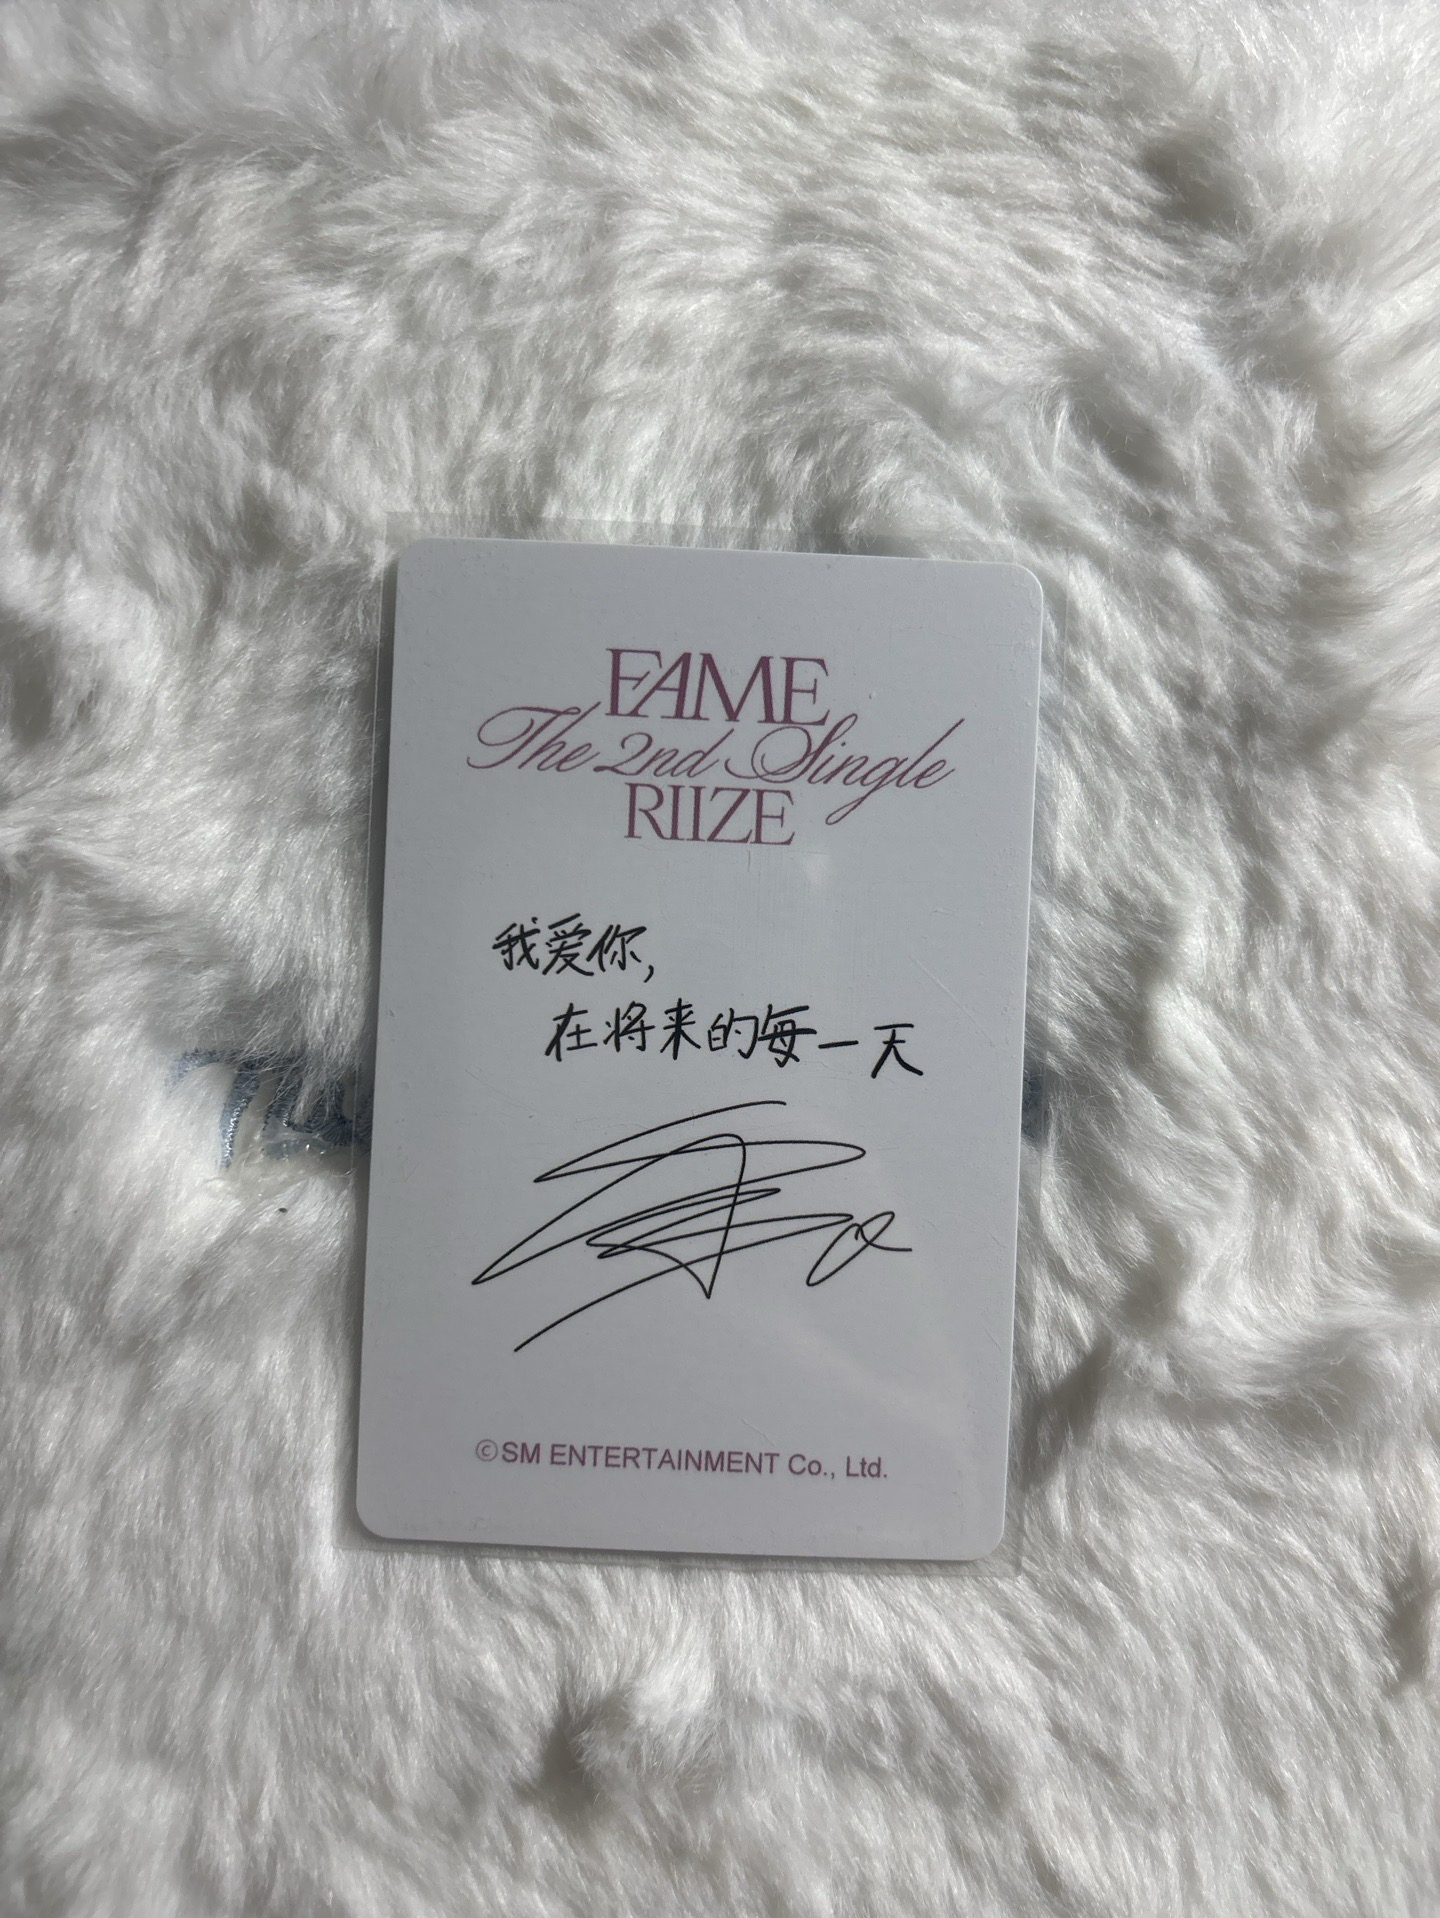 FAME
The 2nd Single
RIIZE
我爱你,
在将来的每一天
©SM ENTERTAINMENT Co., Ltd.